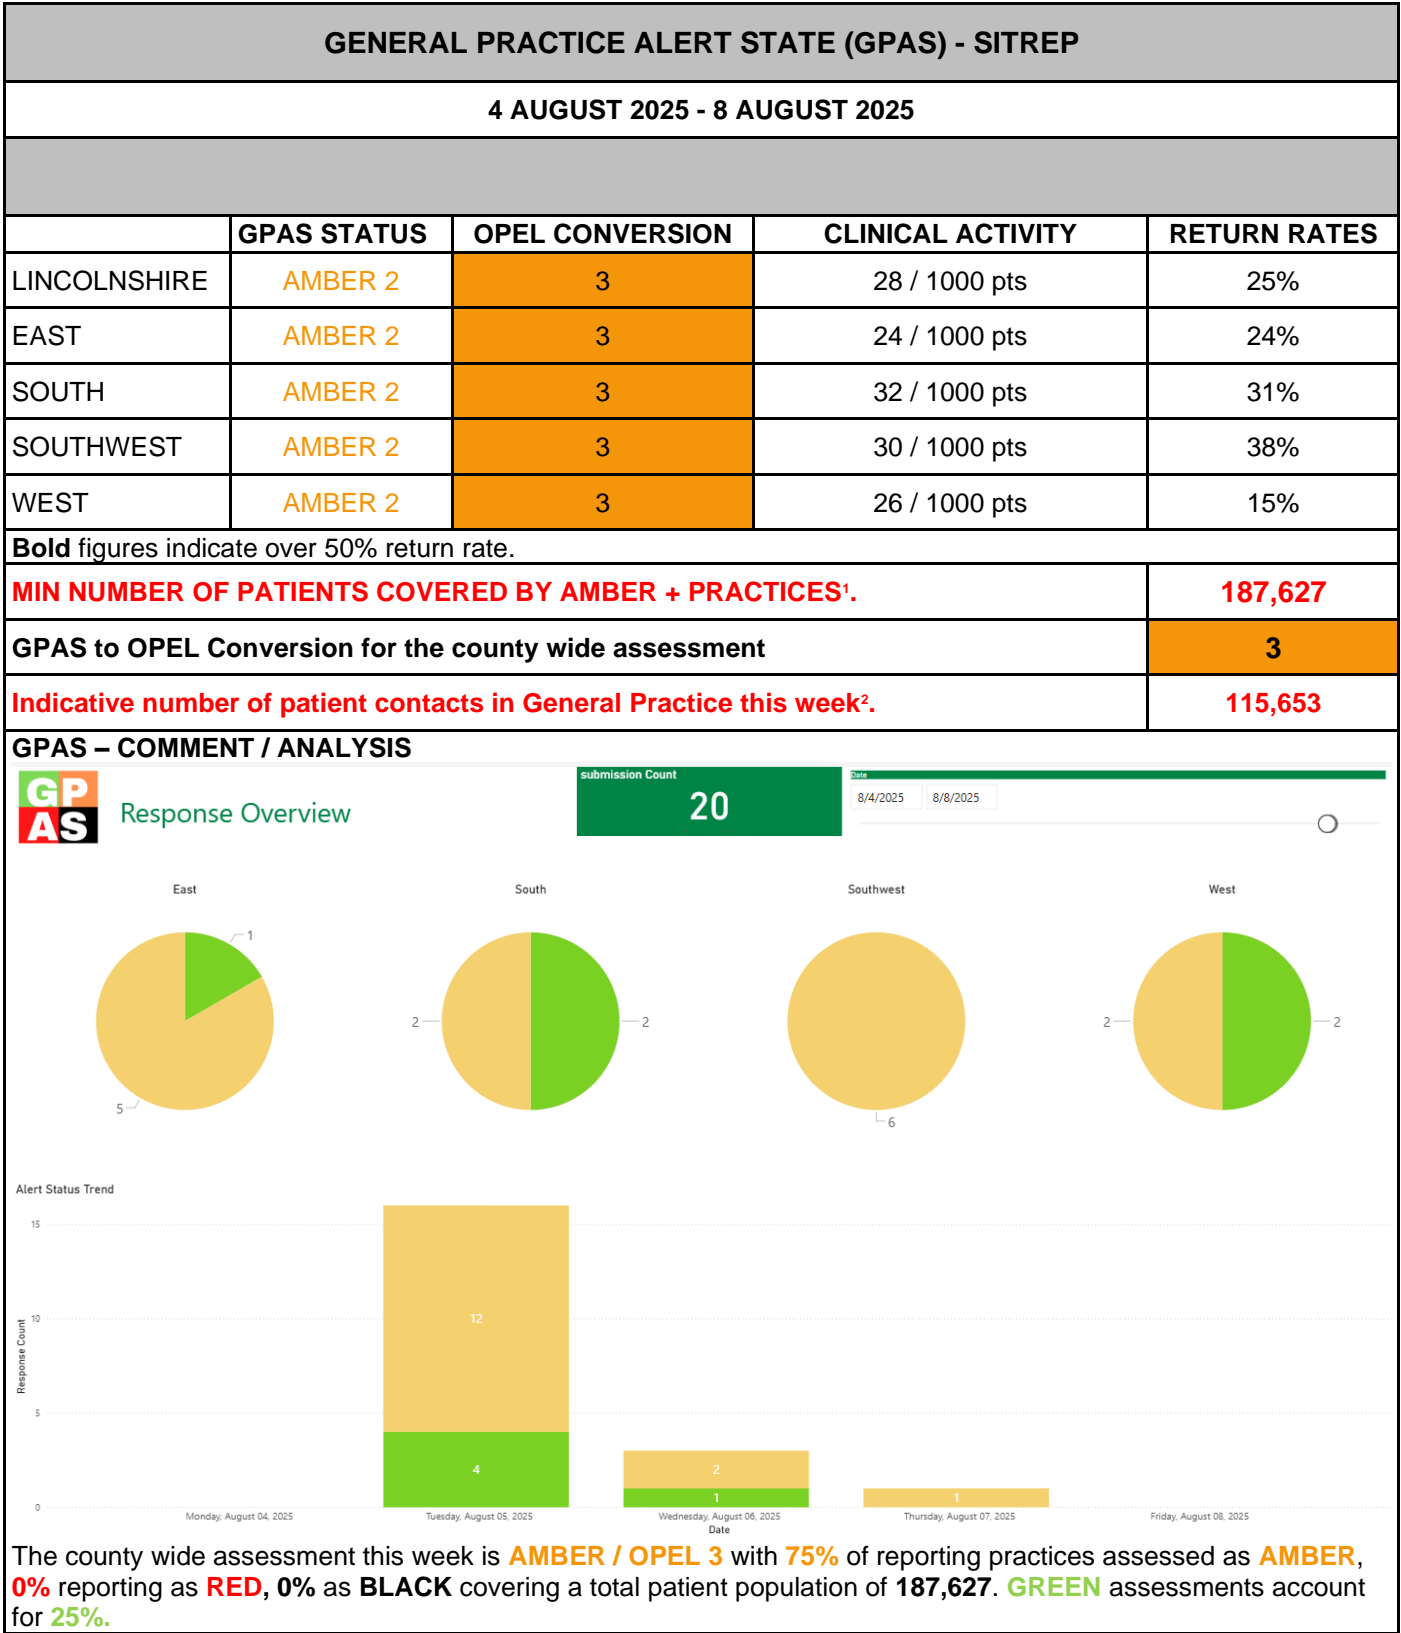 GENERAL PRACTICE ALERT STATE (GPAS) - SITREP
4 AUGUST 2025 - 8 AUGUST 2025
GPAS STATUS OPEL CONVERSION CLINICAL ACTIVITY RETURN RATES
LINCOLNSHIRE AMBER 2 3 28 / 1000 pts 25%
EAST AMBER 2 3 24 / 1000 pts 24%
SOUTH AMBER 2 3 32 / 1000 pts 31%
SOUTHWEST AMBER 2 3 30 / 1000 pts 38%
WEST AMBER 2 3 26 / 1000 pts 15%
Bold figures indicate over 50% return rate.
MIN NUMBER OF PATIENTS COVERED BY AMBER + PRACTICES¹. 187,627
GPAS to OPEL Conversion for the county wide assessment 3
Indicative number of patient contacts in General Practice this week². 115,653
GPAS – COMMENT / ANALYSIS
GP
AS
Response Overview
submission Count
20
Date
8/4/2025 8/8/2025
East South Southwest West
1
5
2 2
6
2 2
Alert Status Trend
15
10
5
0
Response Count
12
4
2
1
1
Monday, August 04, 2025 Tuesday, August 05, 2025 Wednesday, August 06, 2025 Thursday, August 07, 2025 Friday, August 08, 2025
Date
The county wide assessment this week is AMBER / OPEL 3 with 75% of reporting practices assessed as AMBER,
0% reporting as RED, 0% as BLACK covering a total patient population of 187,627. GREEN assessments account
for 25%.